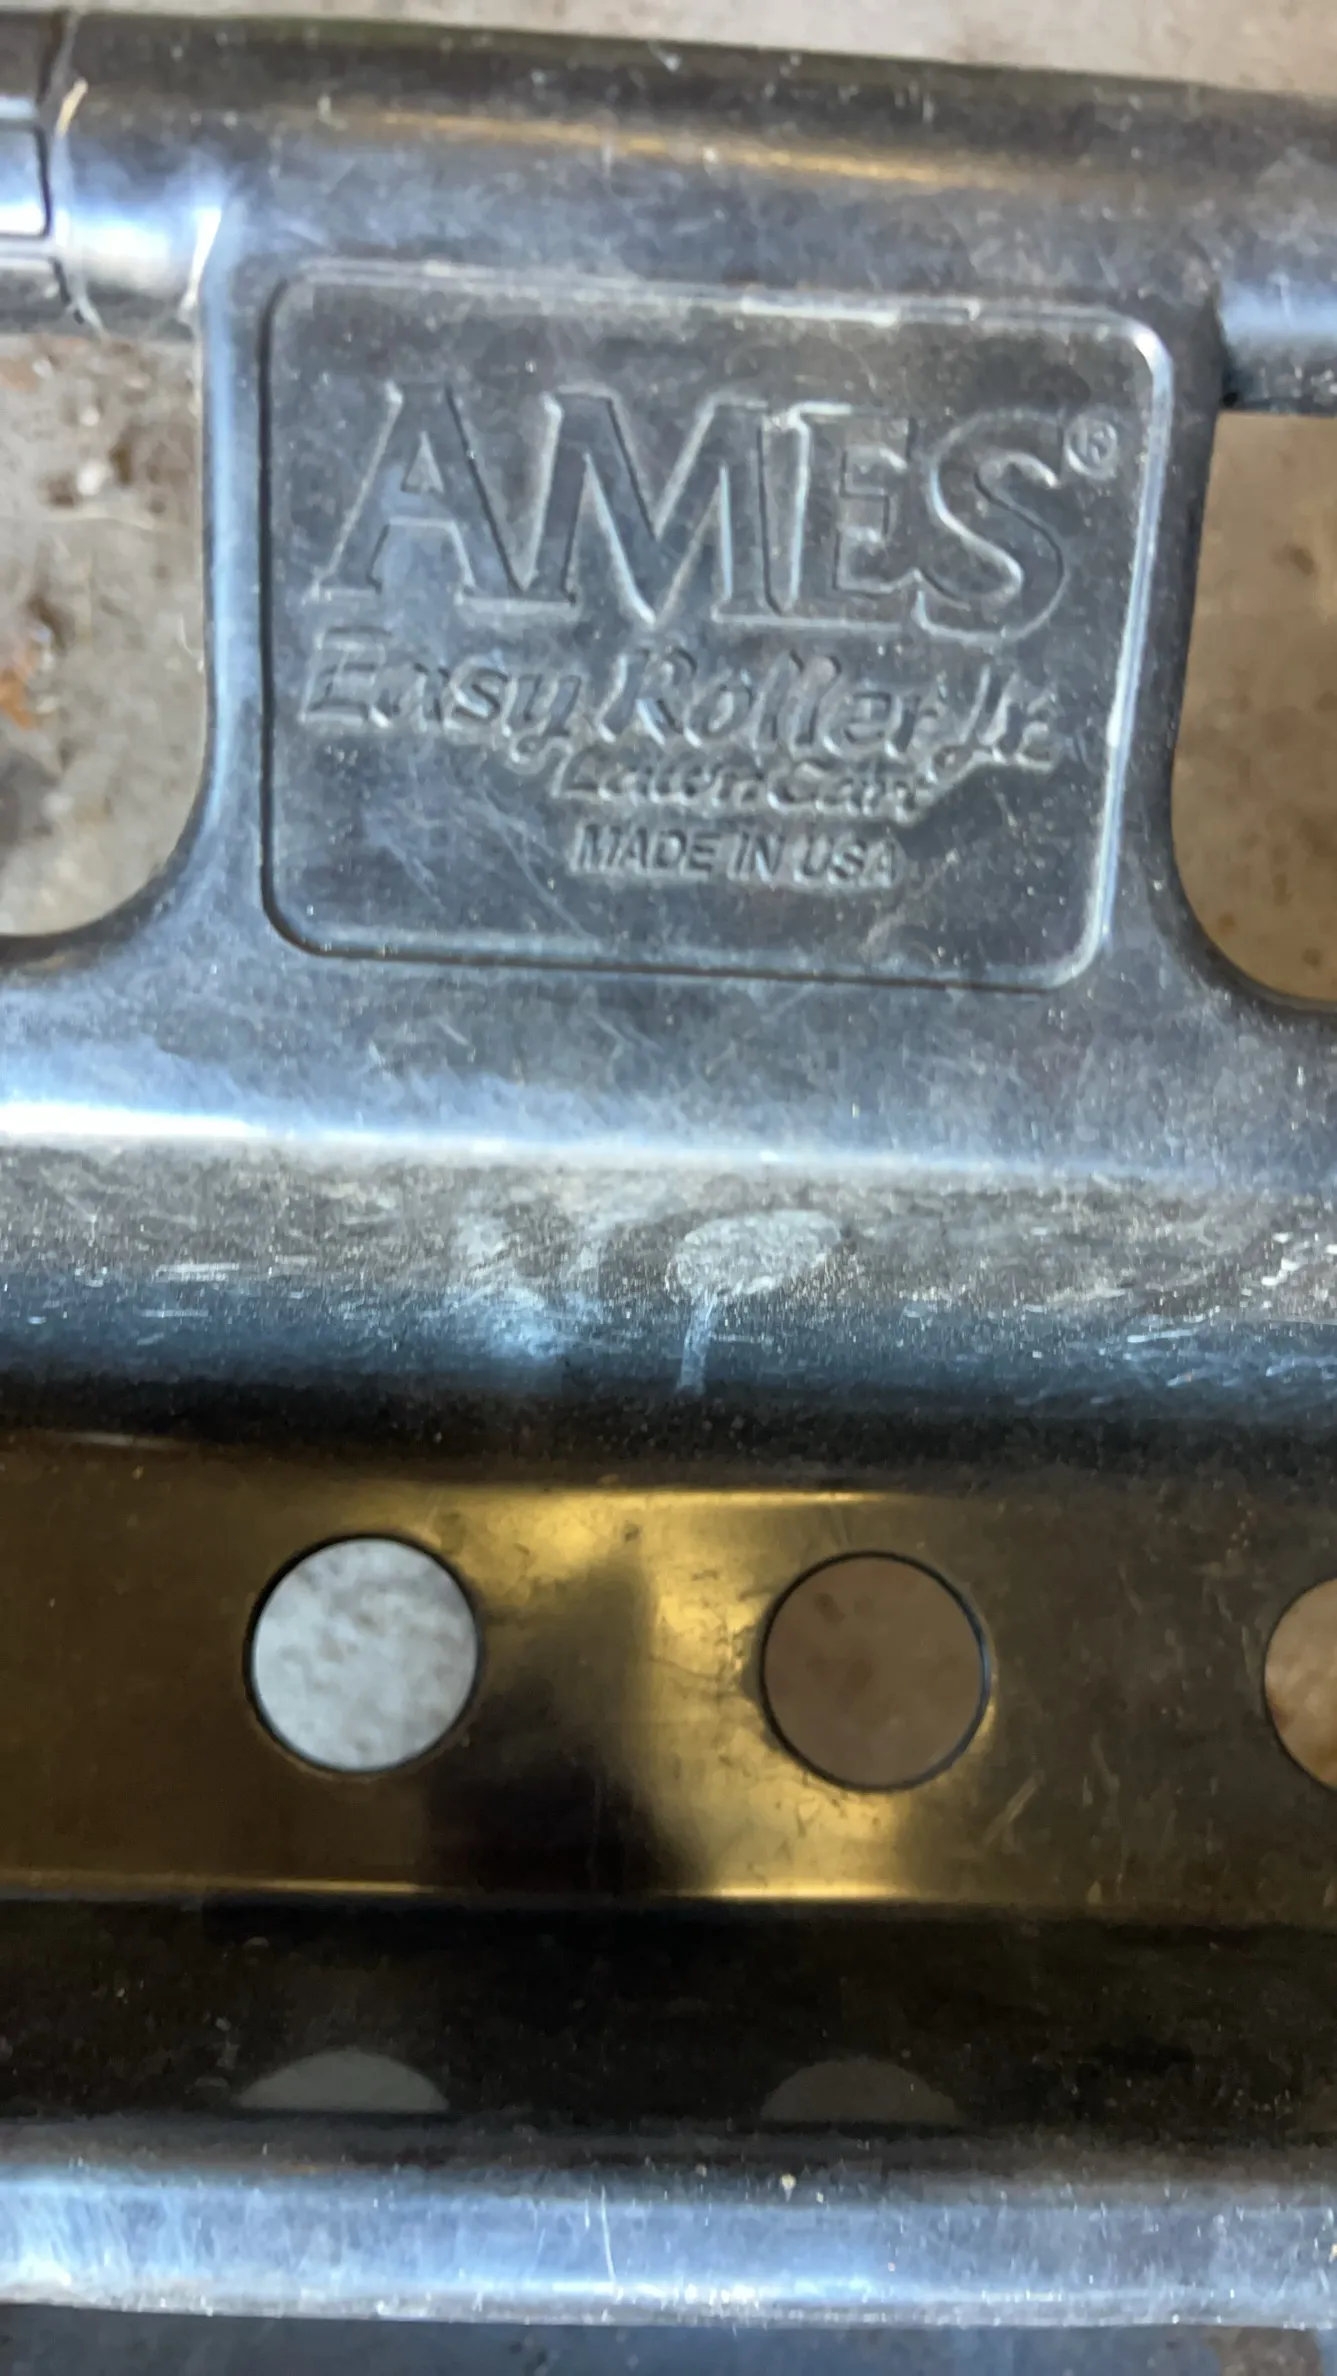 AMES®
Easy Roller Jr.
Lawn Cart
MADE IN USA